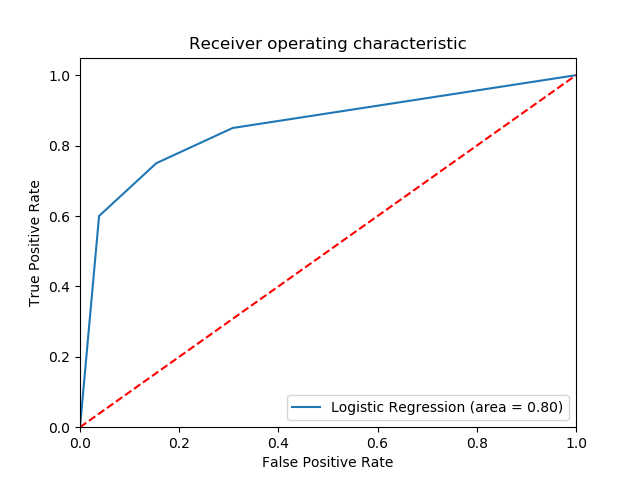 Receiver operating characteristic
True Positive Rate
1.0
0.8
0.6
0.4
0.2
0.0
Logistic Regression (area = 0.80)
0.0 0.2 0.4 0.6 0.8 1.0
False Positive Rate